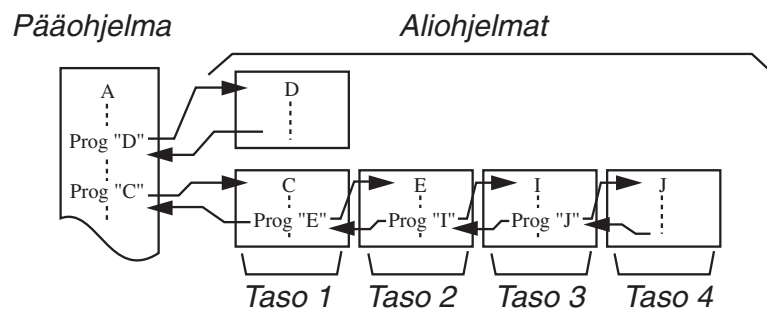 Pääohjelma
Aliohjelmat
A
D
Prog "D"
Prog "C"
C
E
I
J
Prog "E"
Prog "I"
Prog "J"
Taso 1
Taso 2
Taso 3
Taso 4